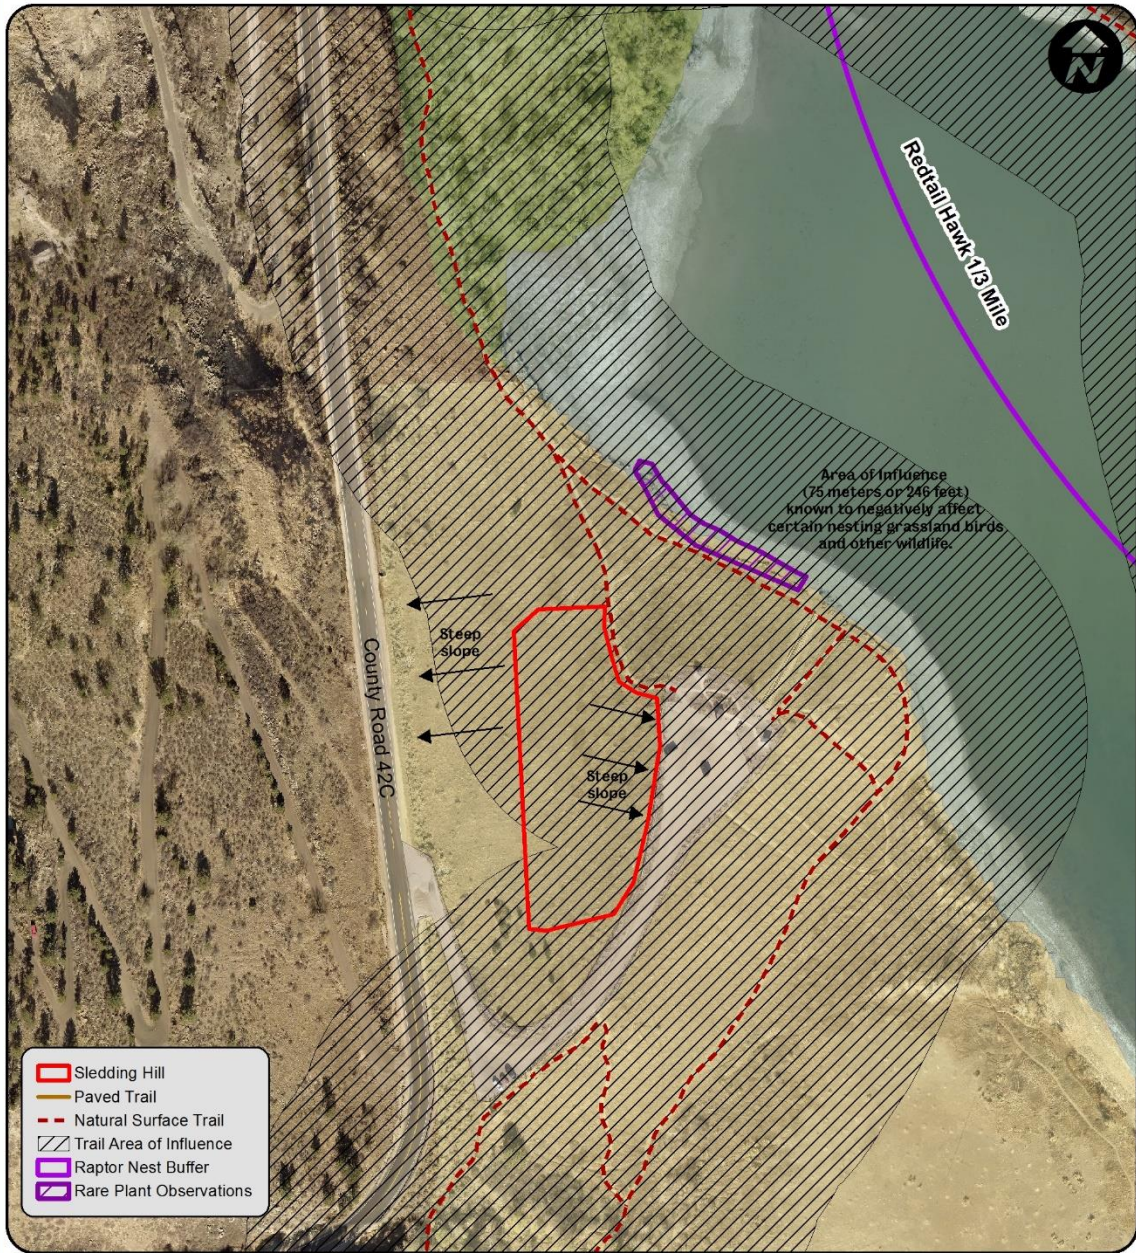 N
Redtail Hawk 1/3 Mile
Area of Influence
(75 meters or 246 feet)
known to negatively affect
certain nesting grassland birds
and other wildlife.
Steep
slope
County Road 42C
Steep
slope
Sledding Hill
Paved Trail
Natural Surface Trail
Trail Area of Influence
Raptor Nest Buffer
Rare Plant Observations